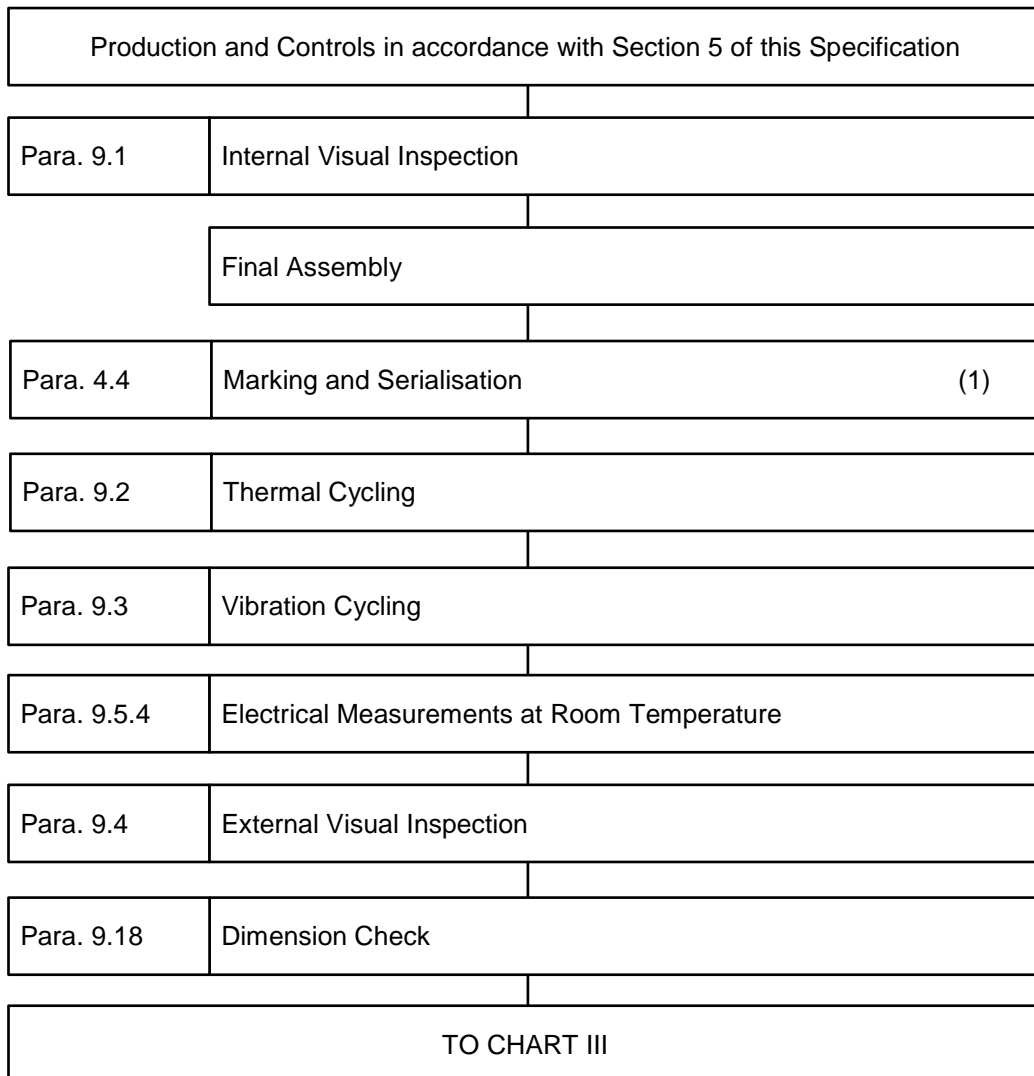 Production and Controls in accordance with Section 5 of this Specification
Para. 9.1 Internal Visual Inspection
Final Assembly
Para. 4.4 Marking and Serialisation (1)
Para. 9.2 Thermal Cycling
Para. 9.3 Vibration Cycling
Para. 9.5.4 Electrical Measurements at Room Temperature
Para. 9.4 External Visual Inspection
Para. 9.18 Dimension Check
TO CHART III